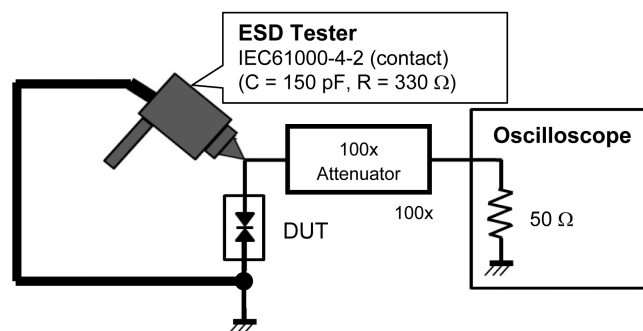 ESD Tester
IEC61000-4-2 (contact)
(C = 150 pF, R = 330 Ω)
Oscilloscope
100x
Attenuator
100x
50 Ω
DUT